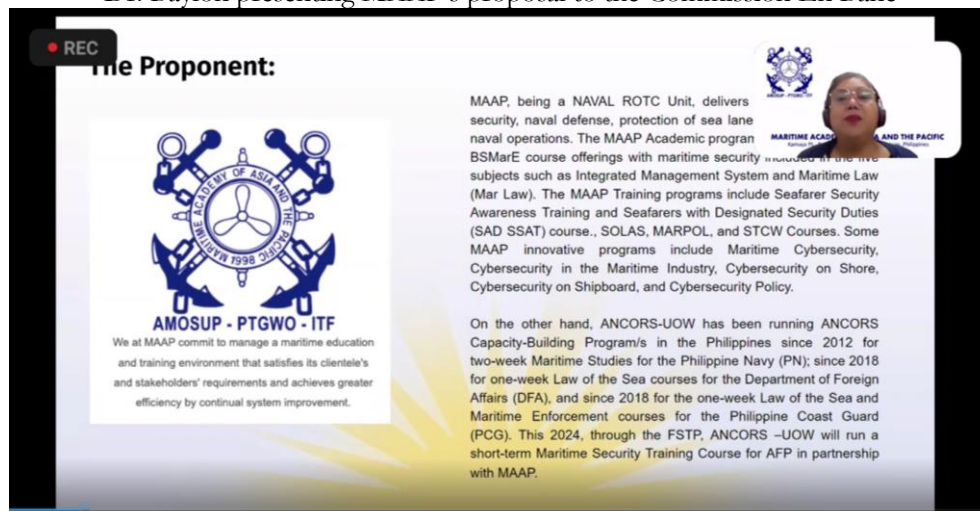 REC
The Proponent:
MAAP, being a NAVAL ROTC Unit, delivers
security, naval defense, protection of sea lane
naval operations. The MAAP Academic program
BSMarE course offerings with maritime security included in the five
subjects such as Integrated Management System and Maritime Law
(Mar Law). The MAAP Training programs include Seafarer Security
Awareness Training and Seafarers with Designated Security Duties
(SAD SSAT) course., SOLAS, MARPOL, and STCW Courses. Some
MAAP innovative programs include Maritime Cybersecurity,
Cybersecurity in the Maritime Industry, Cybersecurity on Shore,
Cybersecurity on Shipboard, and Cybersecurity Policy.
On the other hand, ANCORS-UOW has been running ANCORS
Capacity-Building Program/s in the Philippines since 2012 for
two-week Maritime Studies for the Philippine Navy (PN); since 2018
for one-week Law of the Sea courses for the Department of Foreign
Affairs (DFA), and since 2018 for the one-week Law of the Sea and
Maritime Enforcement courses for the Philippine Coast Guard
(PCG). This 2024, through the FSTP, ANCORS –UOW will run a
short-term Maritime Security Training Course for AFP in partnership
with MAAP.
MARITIME ACADEMY OF ASIA AND THE PACIFIC
1998
AMOSUP - PTGWO - ITF
We at MAAP commit to manage a maritime education
and training environment that satisfies its clientele's
and stakeholders' requirements and achieves greater
efficiency by continual system improvement.
AMOSUP - PTGWO - ITF
MARITIME ACAD AND THE PACIFIC
Philippines